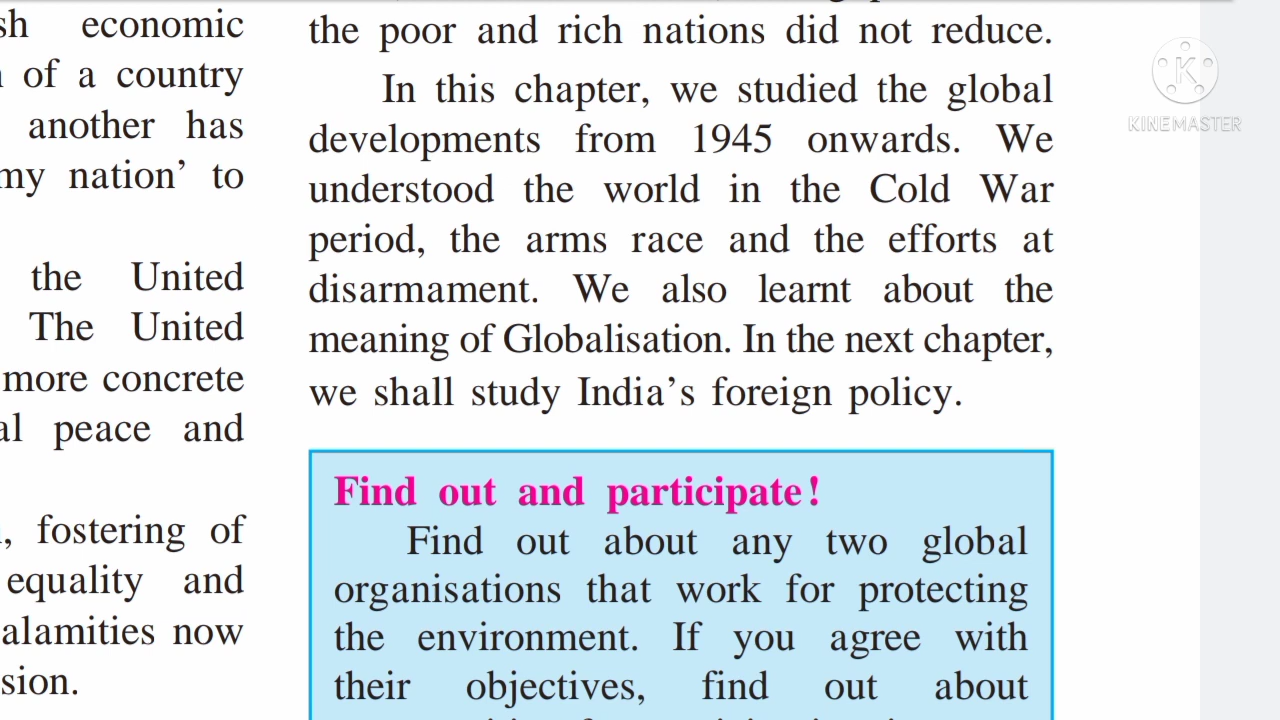 sh economic
of a country
another has
my nation’ to
the United
The United
more concrete
al peace and
fostering of
equality and
alamities now
sion.
the poor and rich nations did not reduce.
In this chapter, we studied the global
developments from 1945 onwards. We
understood the world in the Cold War
period, the arms race and the efforts at
disarmament. We also learnt about the
meaning of Globalisation. In the next chapter,
we shall study India’s foreign policy.
Find out and participate!
Find out about any two global
organisations that work for protecting
the environment. If you agree with
their objectives, find out about
K
KINEMASTER